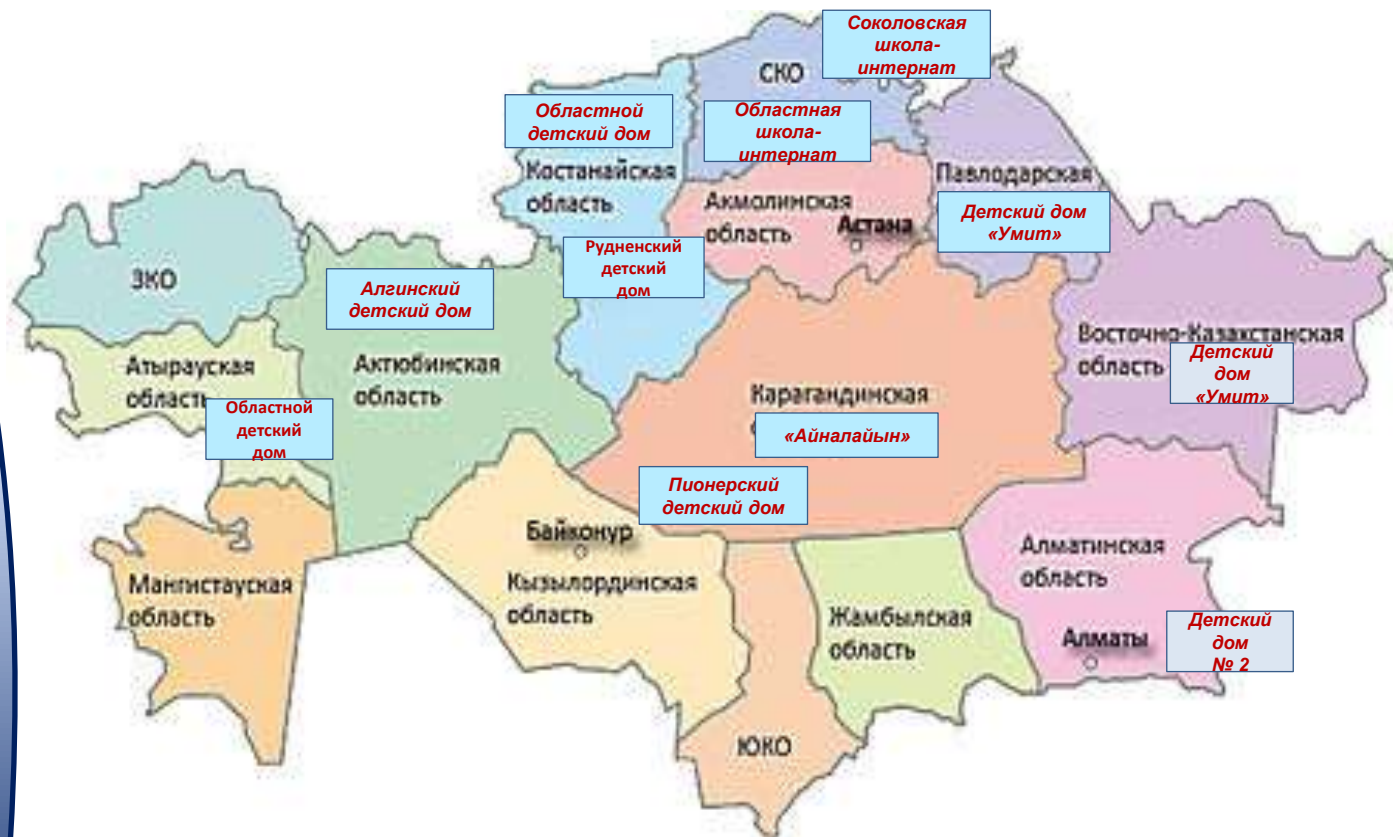 Соколовская
школа-
интернат
СКО
Областной
детский дом
Областная
школа-
интернат
Костанайская
область
Павлодарская
Акмолинская
область
Астана
Детский дом
«Умит»
Рудненский
детский
дом
ЗКО
Алгинский
детский дом
Восточно-Казахстанская
область
Детский
дом
«Умит»
Атырауская
область
Актюбинская
область
Карагандинская
Областной
детский
дом
«Айналайын»
Пионерский
детский дом
Байконур
Алматинская
область
Мангистауская
область
Кызылординская
область
Жамбылская
область
Алматы
Детский
дом
№ 2
ЮКО